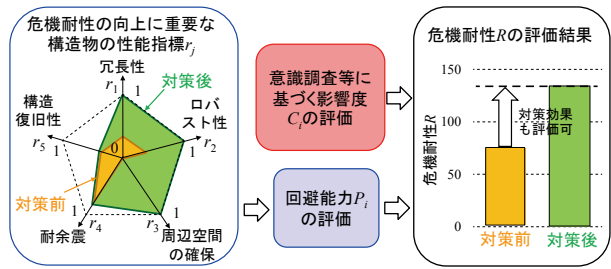 危機耐性の向上に重要な
構造物の性能指標rj
冗長性
r1
1
対策後
ロバ
スト性
r2
1
構造
復旧性
r5
1
0
対策前
1
r4
耐余震
r3
1
周辺空間
の確保
意識調査等に
基づく影響度
Ciの評価
回避能力Pi
の評価
危機耐性Rの評価結果
危機耐性R
150
100
50
0
対策効果
も評価可
対策前
対策後